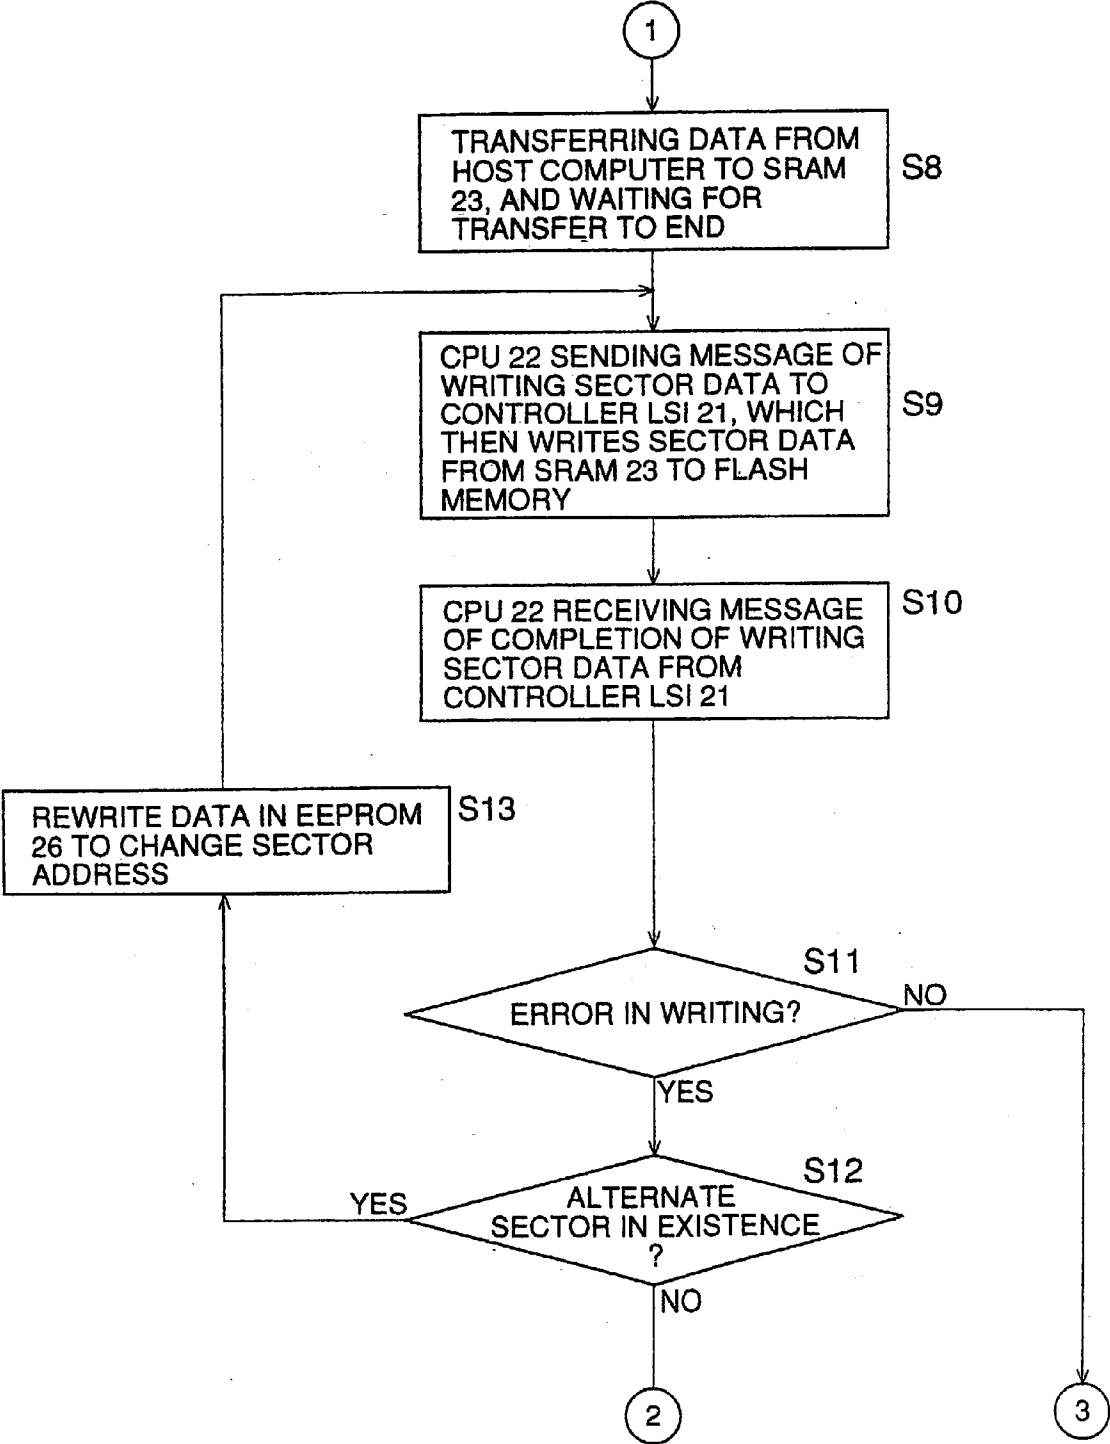 1
TRANSFERRING DATA FROM
HOST COMPUTER TO SRAM
23, AND WAITING FOR
TRANSFER TO END
S8
CPU 22 SENDING MESSAGE OF
WRITING SECTOR DATA TO
CONTROLLER LSI 21, WHICH
THEN WRITES SECTOR DATA
FROM SRAM 23 TO FLASH
MEMORY
S9
CPU 22 RECEIVING MESSAGE
OF COMPLETION OF WRITING
SECTOR DATA FROM
CONTROLLER LSI 21
S10
REWRITE DATA IN EEPROM
26 TO CHANGE SECTOR
ADDRESS
S13
S11
ERROR IN WRITING?
NO
YES
S12
ALTERNATE
SECTOR IN EXISTENCE
?
YES
NO
2
3